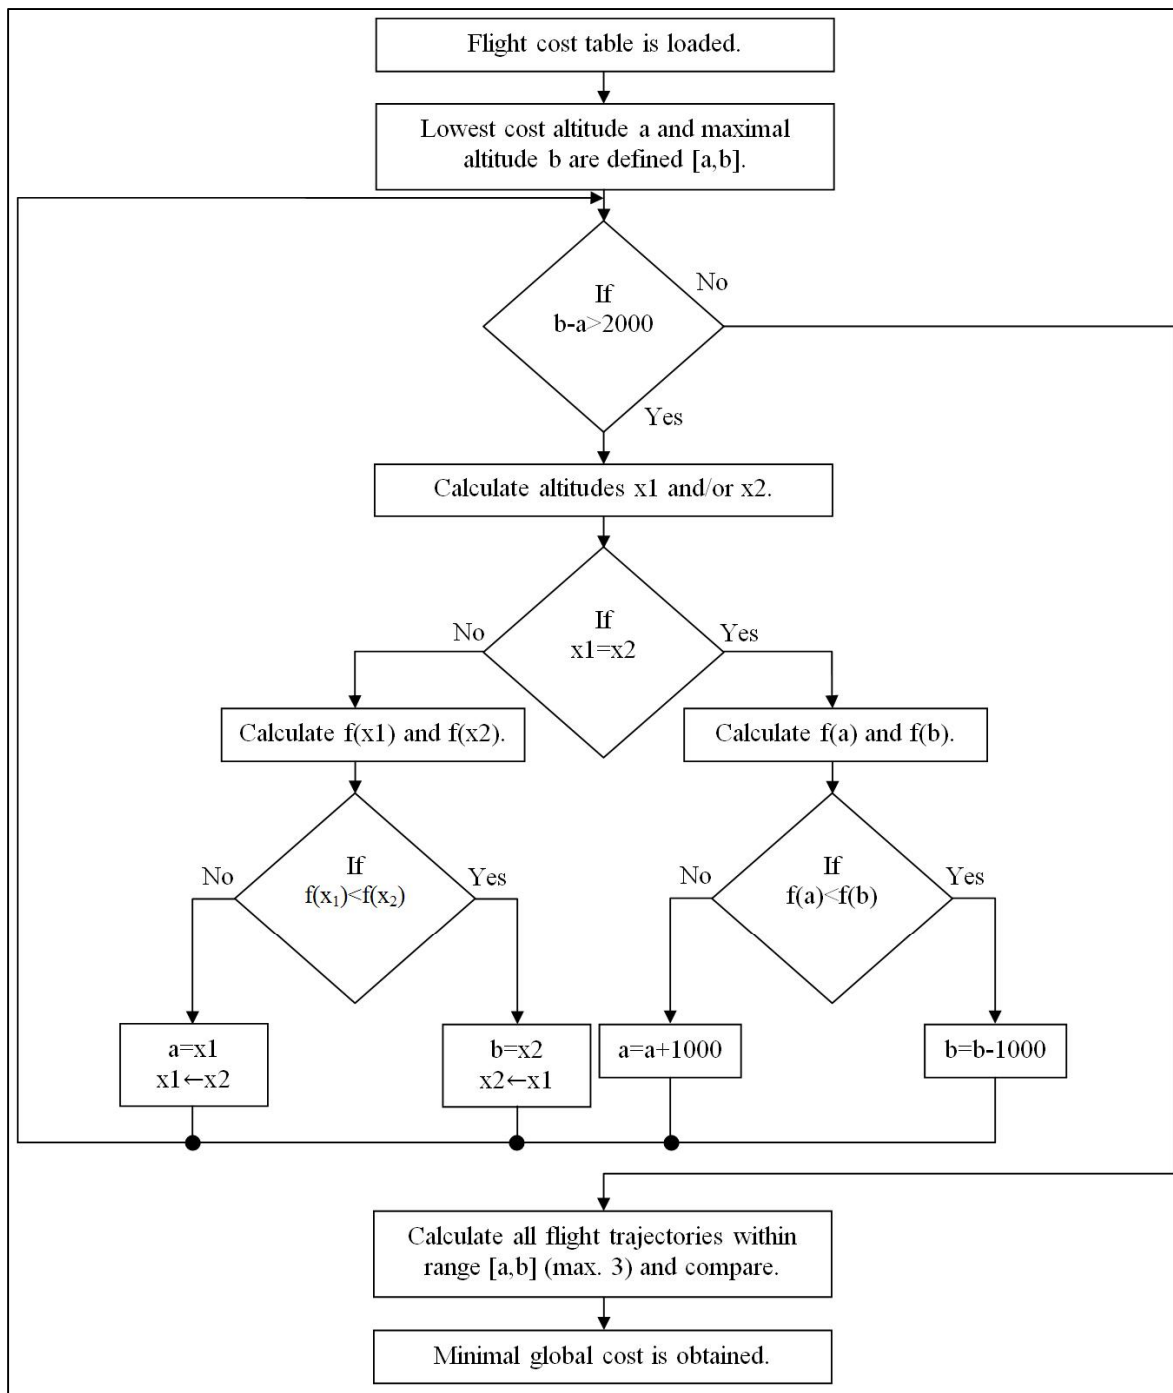 Flight cost table is loaded.
Lowest cost altitude a and maximal
altitude b are defined [a,b].
If
b-a>2000
No
Yes
Calculate altitudes x1 and/or x2.
If
x1=x2
No
Yes
Calculate f(x1) and f(x2).
Calculate f(a) and f(b).
If
f(x₁)<f(x₂)
No
Yes
If
f(a)<f(b)
No
Yes
a=x1
x1←x2
b=x2
x2←x1
a=a+1000
b=b-1000
Calculate all flight trajectories within
range [a,b] (max. 3) and compare.
Minimal global cost is obtained.